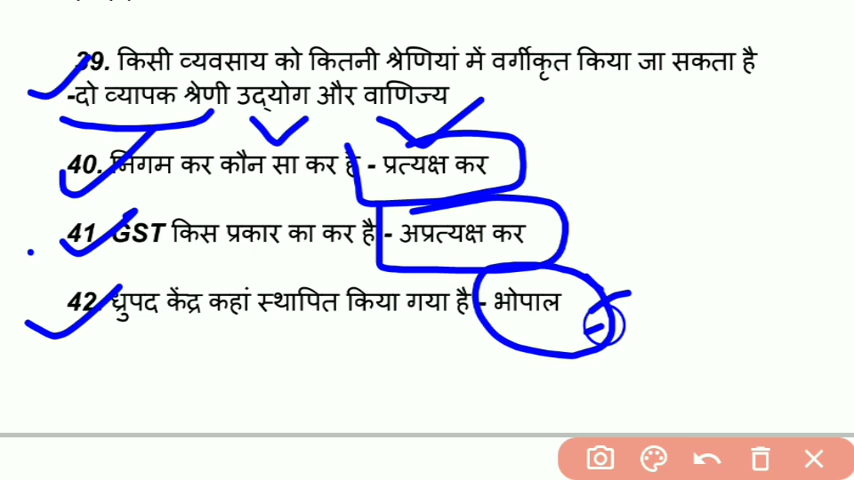 39. किसी व्यवसाय को कितनी श्रेणियां में वर्गीकृत किया जा सकता है
-दो व्यापक श्रेणी उद्योग और वाणिज्य
40. निगम कर कौन सा कर है - प्रत्यक्ष कर
41. GST किस प्रकार का कर है - अप्रत्यक्ष कर
42. ध्रुपद केंद्र कहां स्थापित किया गया है - भोपाल